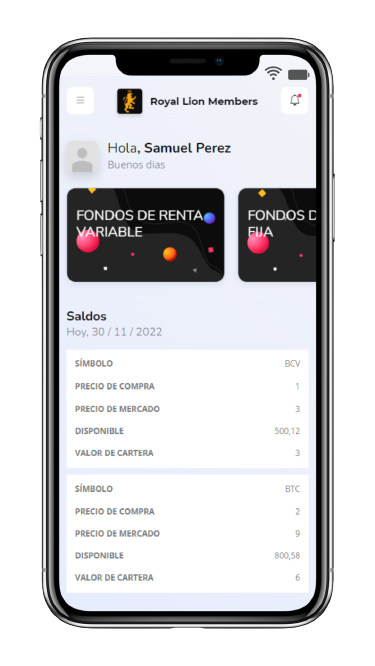 Royal Lion Members
Hola, Samuel Perez
Buenos dias
FONDOS DE RENTA
VARIABLE
FONDOS D
FIJA
Saldos
Hoy, 30 / 11 / 2022
SÍMBOLO BCV
PRECIO DE COMPRA 1
PRECIO DE MERCADO 3
DISPONIBLE 500,12
VALOR DE CARTERA 3
SÍMBOLO BTC
PRECIO DE COMPRA 2
PRECIO DE MERCADO 9
DISPONIBLE 800,58
VALOR DE CARTERA 6